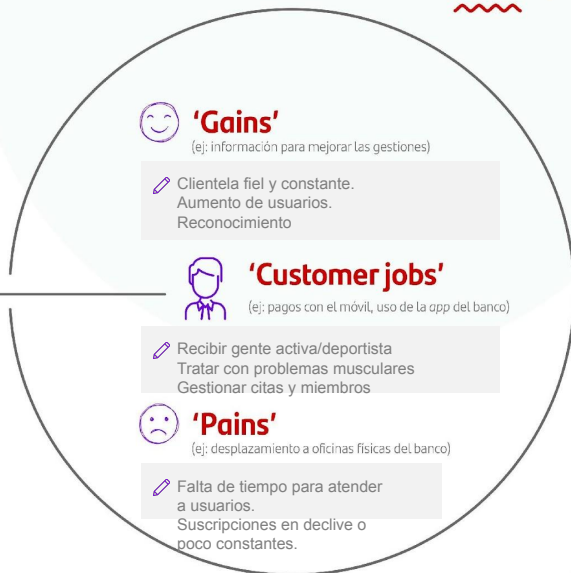 ‘Gains’
(ej: información para mejorar las gestiones)
Clientela fiel y constante.
Aumento de usuarios.
Reconocimiento
‘Customer jobs’
(ej: pagos con el móvil, uso de la app del banco)
Recibir gente activa/deportista
Tratar con problemas musculares
Gestionar citas y miembros
‘Pains’
(ej: desplazamiento a oficinas físicas del banco)
Falta de tiempo para atender
a usuarios.
Suscripciones en declive o
poco constantes.